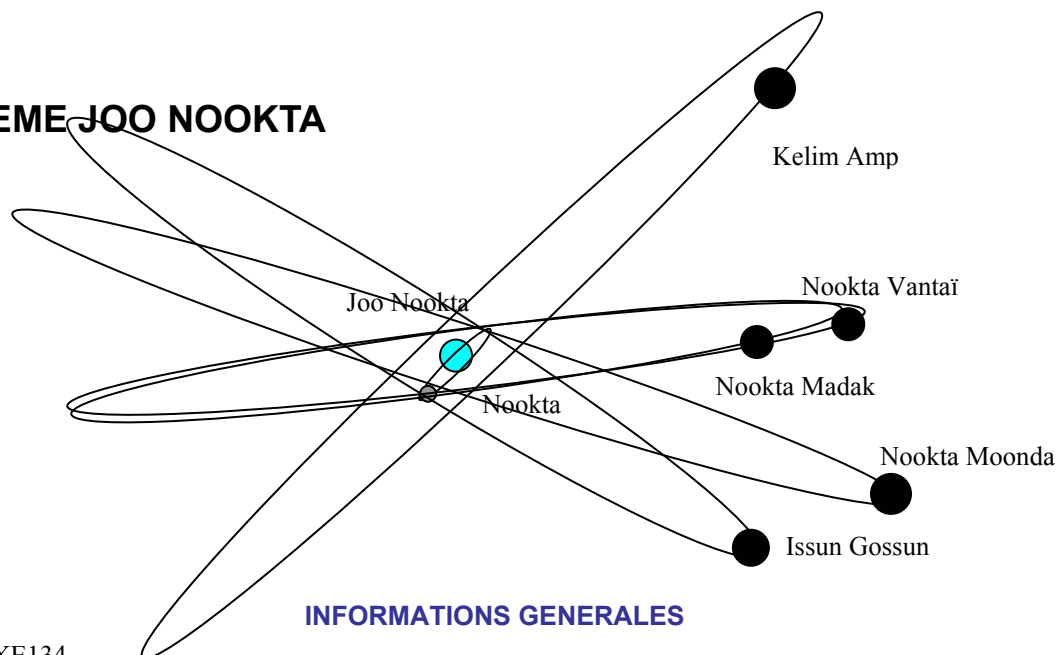 EME JOO NOOKTA
Kelim Amp
Nookta Vantaï
Joo Nookta
Nookta Madak
Nookta
Nookta Moonda
Issun Gossun
INFORMATIONS GENERALES